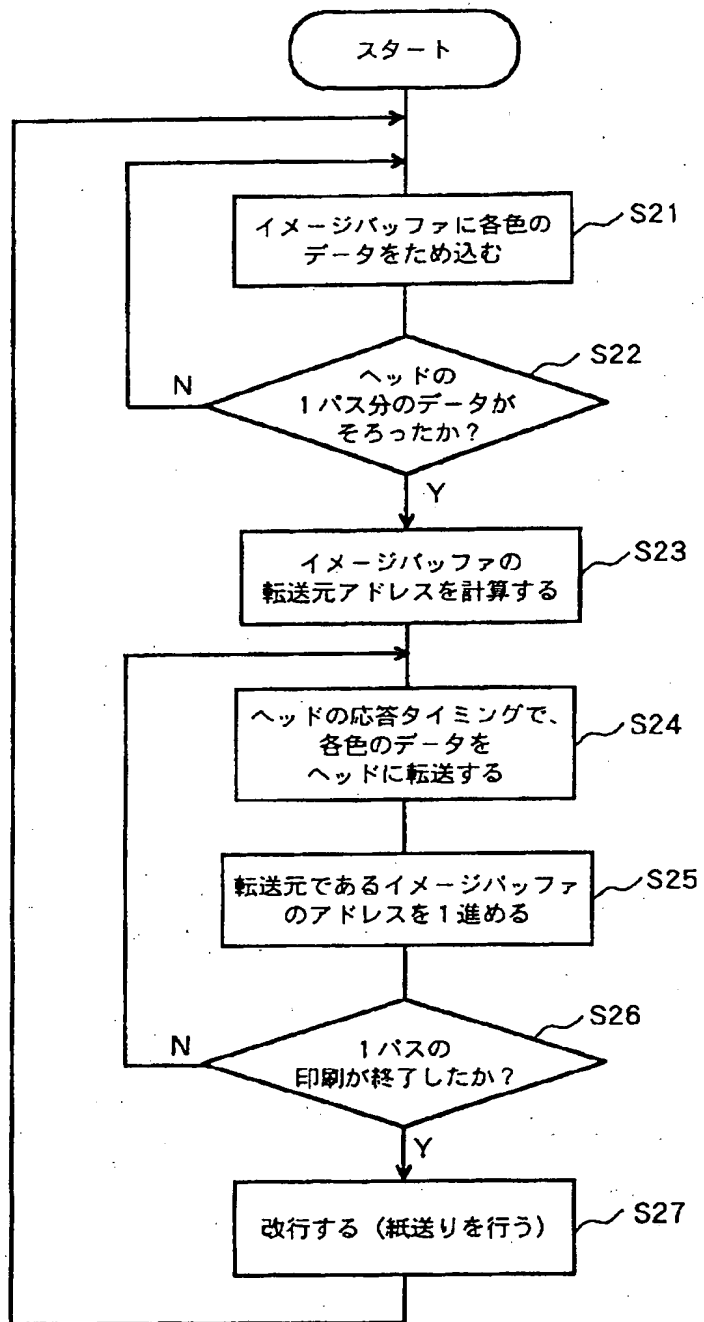 スタート
イメージバッファに各色の
データをため込む
S21
ヘッドの
1パス分のデータが
そろったか？
S22
N
Y
イメージバッファの
転送元アドレスを計算する
S23
ヘッドの応答タイミングで、
各色のデータを
ヘッドに転送する
S24
転送元であるイメージバッファ
のアドレスを1進める
S25
1パスの
印刷が終了したか？
S26
N
Y
改行する（紙送りを行う）
S27